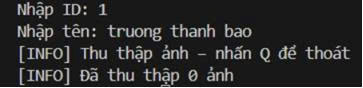 Nhập ID: 1
Nhập tên: truong thanh bao
[INFO] Thu thập ảnh – nhấn Q để thoát
[INFO] Đã thu thập 0 ảnh